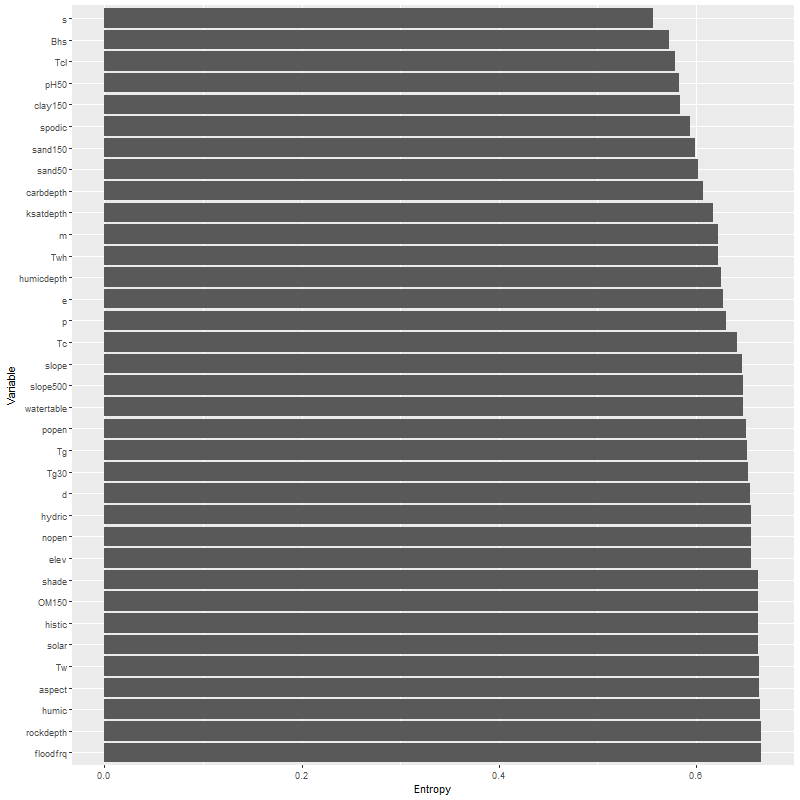 s
Bhs
Tcl
pH50
clay150
spodic
sand150
sand50
carbdepth
ksatdepth
m
Twh
humicdepth
e
p
Tc
slope
slope500
watertable
popen
Tg
Tg30
d
hydric
nopen
elev
shade
OM150
histic
solar
Tw
aspect
humic
rockdepth
floodfrq
Variable
0.0 0.2 0.4 0.6
Entropy